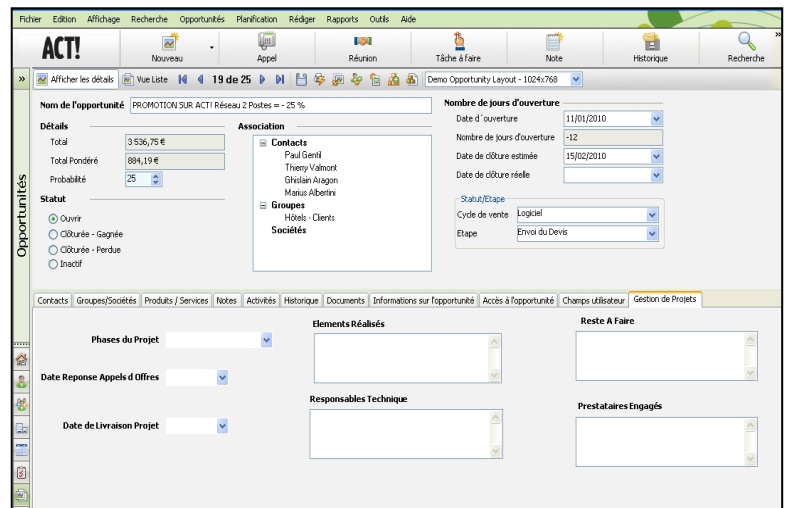 Fichier Edition Affichage Recherche Opportunités Planification Rédiger Rapports Outils Aide
ACT!
Nouveau Appel Réunion Tâche à faire Note Historique Recherche
» Afficher les détails Vue Liste 19 de 25 Demo Opportunity Layout - 1024x768
Opportunités
Nom de l'opportunité PROMOTION SUR ACT! Réseau 2 Postes = - 25 %
Détails
Total 3 536,75 €
Total Pondéré 884,19 €
Probabilité 25
Statut
Ouvrir
Clôturée - Gagnée
Clôturée - Perdue
Inactif
Association
Contacts
Paul Gentil
Thierry Valmont
Ghislain Aragon
Marius Albertini
Groupes
Hôtels - Clients
Sociétés
Nombre de jours d'ouverture
Date d´ouverture 11/01/2010
Nombre de jours d'ouverture -12
Date de clôture estimée 15/02/2010
Date de clôture réelle
Statut/Etape
Cycle de vente Logiciel
Etape Envoi du Devis
Contacts Groupes/Sociétés Produits / Services Notes Activités Historique Documents Informations sur l'opportunité Accès à l'opportunité Champs utilisateur Gestion de Projets
Phases du Projet
Date Reponse Appels d Offres
Date de Livraison Projet
Elements Réalisés
Responsables Technique
Reste A Faire
Prestataires Engagés